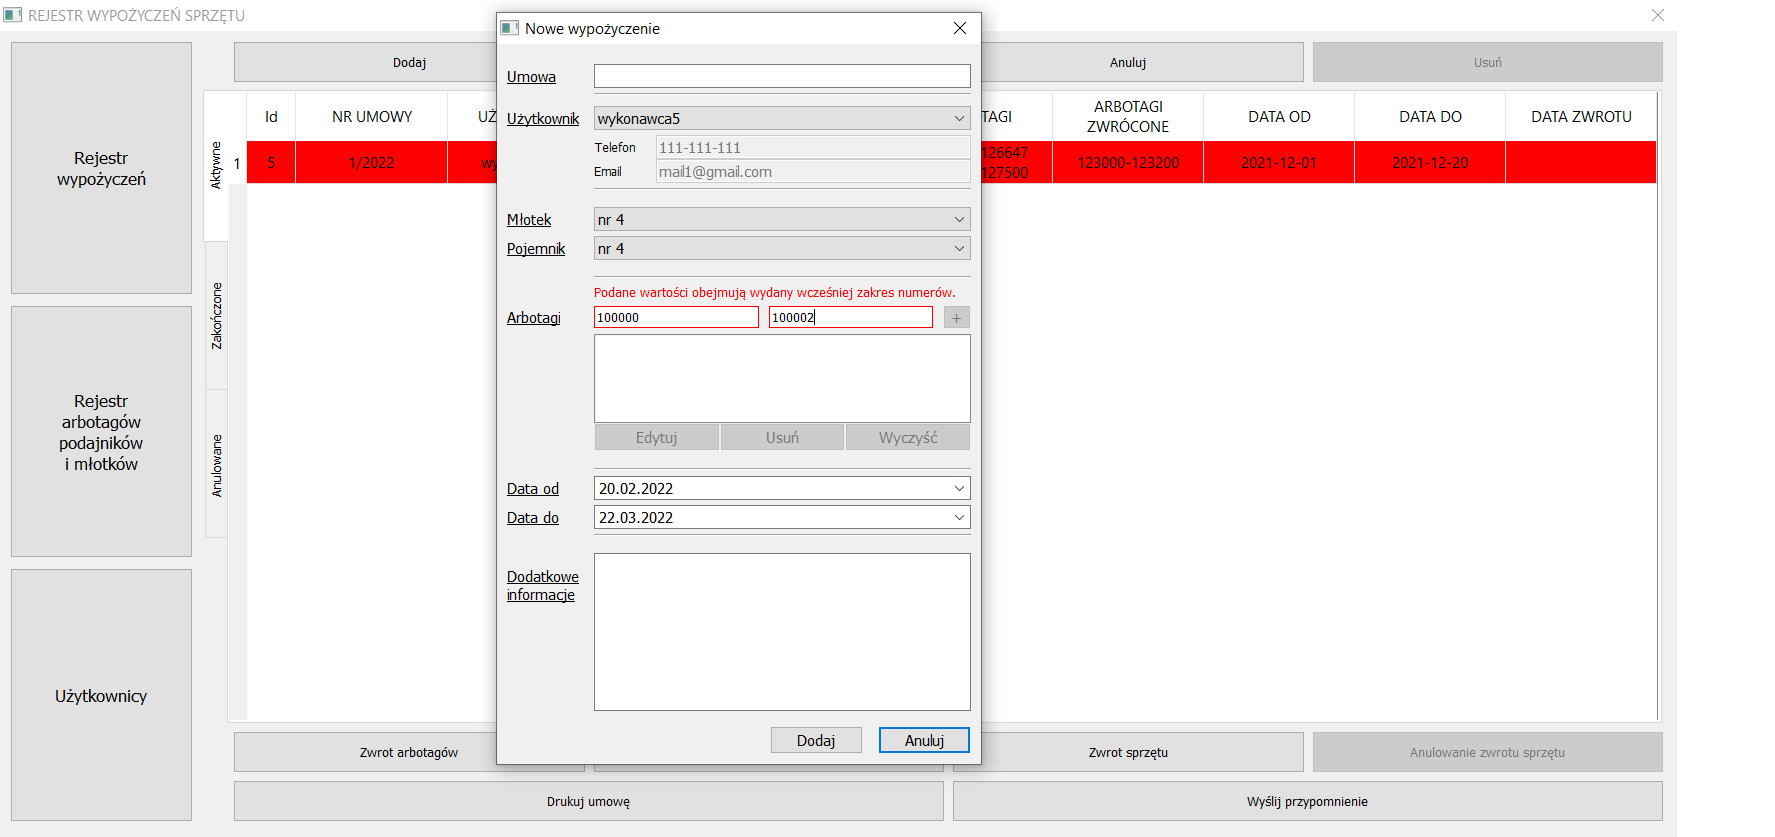 REJESTR WYPOŻYCZEŃ SPRZĘTU
Rejestr
wypożyczeń
Rejestr
arbotagów
podajników
i młotków
Użytkownicy
Dodaj
Anuluj
Usuń
Aktywne
Zakończone
Anulowane
Id
NR UMOWY
TAGI
ARBOTAGI
ZWRÓCONE
DATA OD
DATA DO
DATA ZWROTU
1
5
1/2022
126647
127500
123000-123200
2021-12-01
2021-12-20
Nowe wypożyczenie
Umowa
Użytkownik
wykonawca5
Telefon
111-111-111
Email
mail1@gmail.com
Młotek
nr 4
Pojemnik
nr 4
Podane wartości obejmują wydany wcześniej zakres numerów.
Arbotagi
100000
100002
+
Edytuj
Usuń
Wyczyść
Data od
20.02.2022
Data do
22.03.2022
Dodatkowe
informacje
Dodaj
Anuluj
Zwrot arbotagów
Zwrot sprzętu
Anulowanie zwrotu sprzętu
Drukuj umowę
Wyślij przypomnienie